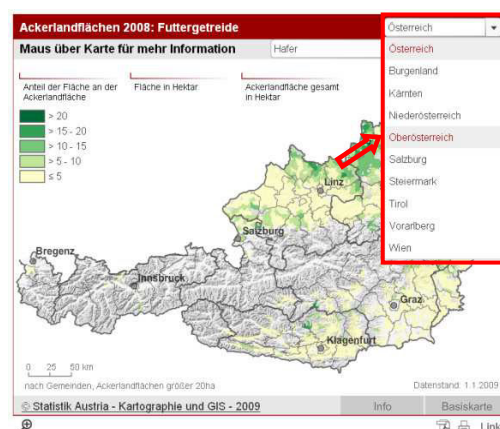 Ackerlandflächen 2008: Futtergetreide
Österreich
Maus über Karte für mehr Information
Hafer
Österreich
Burgenland
Kärnten
Niederösterreich
Oberösterreich
Salzburg
Steiermark
Tirol
Vorarlberg
Wien
Anteil der Fläche an der
Ackerlandfläche
Fläche in Hektar
Ackerlandfläche gesamt
in Hektar
> 20
> 15 - 20
> 10 - 15
> 5 - 10
≤ 5
Linz
Salzburg
Bregenz
Innsbruck
Graz
Klagenfurt
0 25 50 km
nach Gemeinden, Ackerlandflächen größer 20ha
Datenstand: 1.1.2009
© Statistik Austria - Kartographie und GIS - 2009
Info
Basiskarte
Link